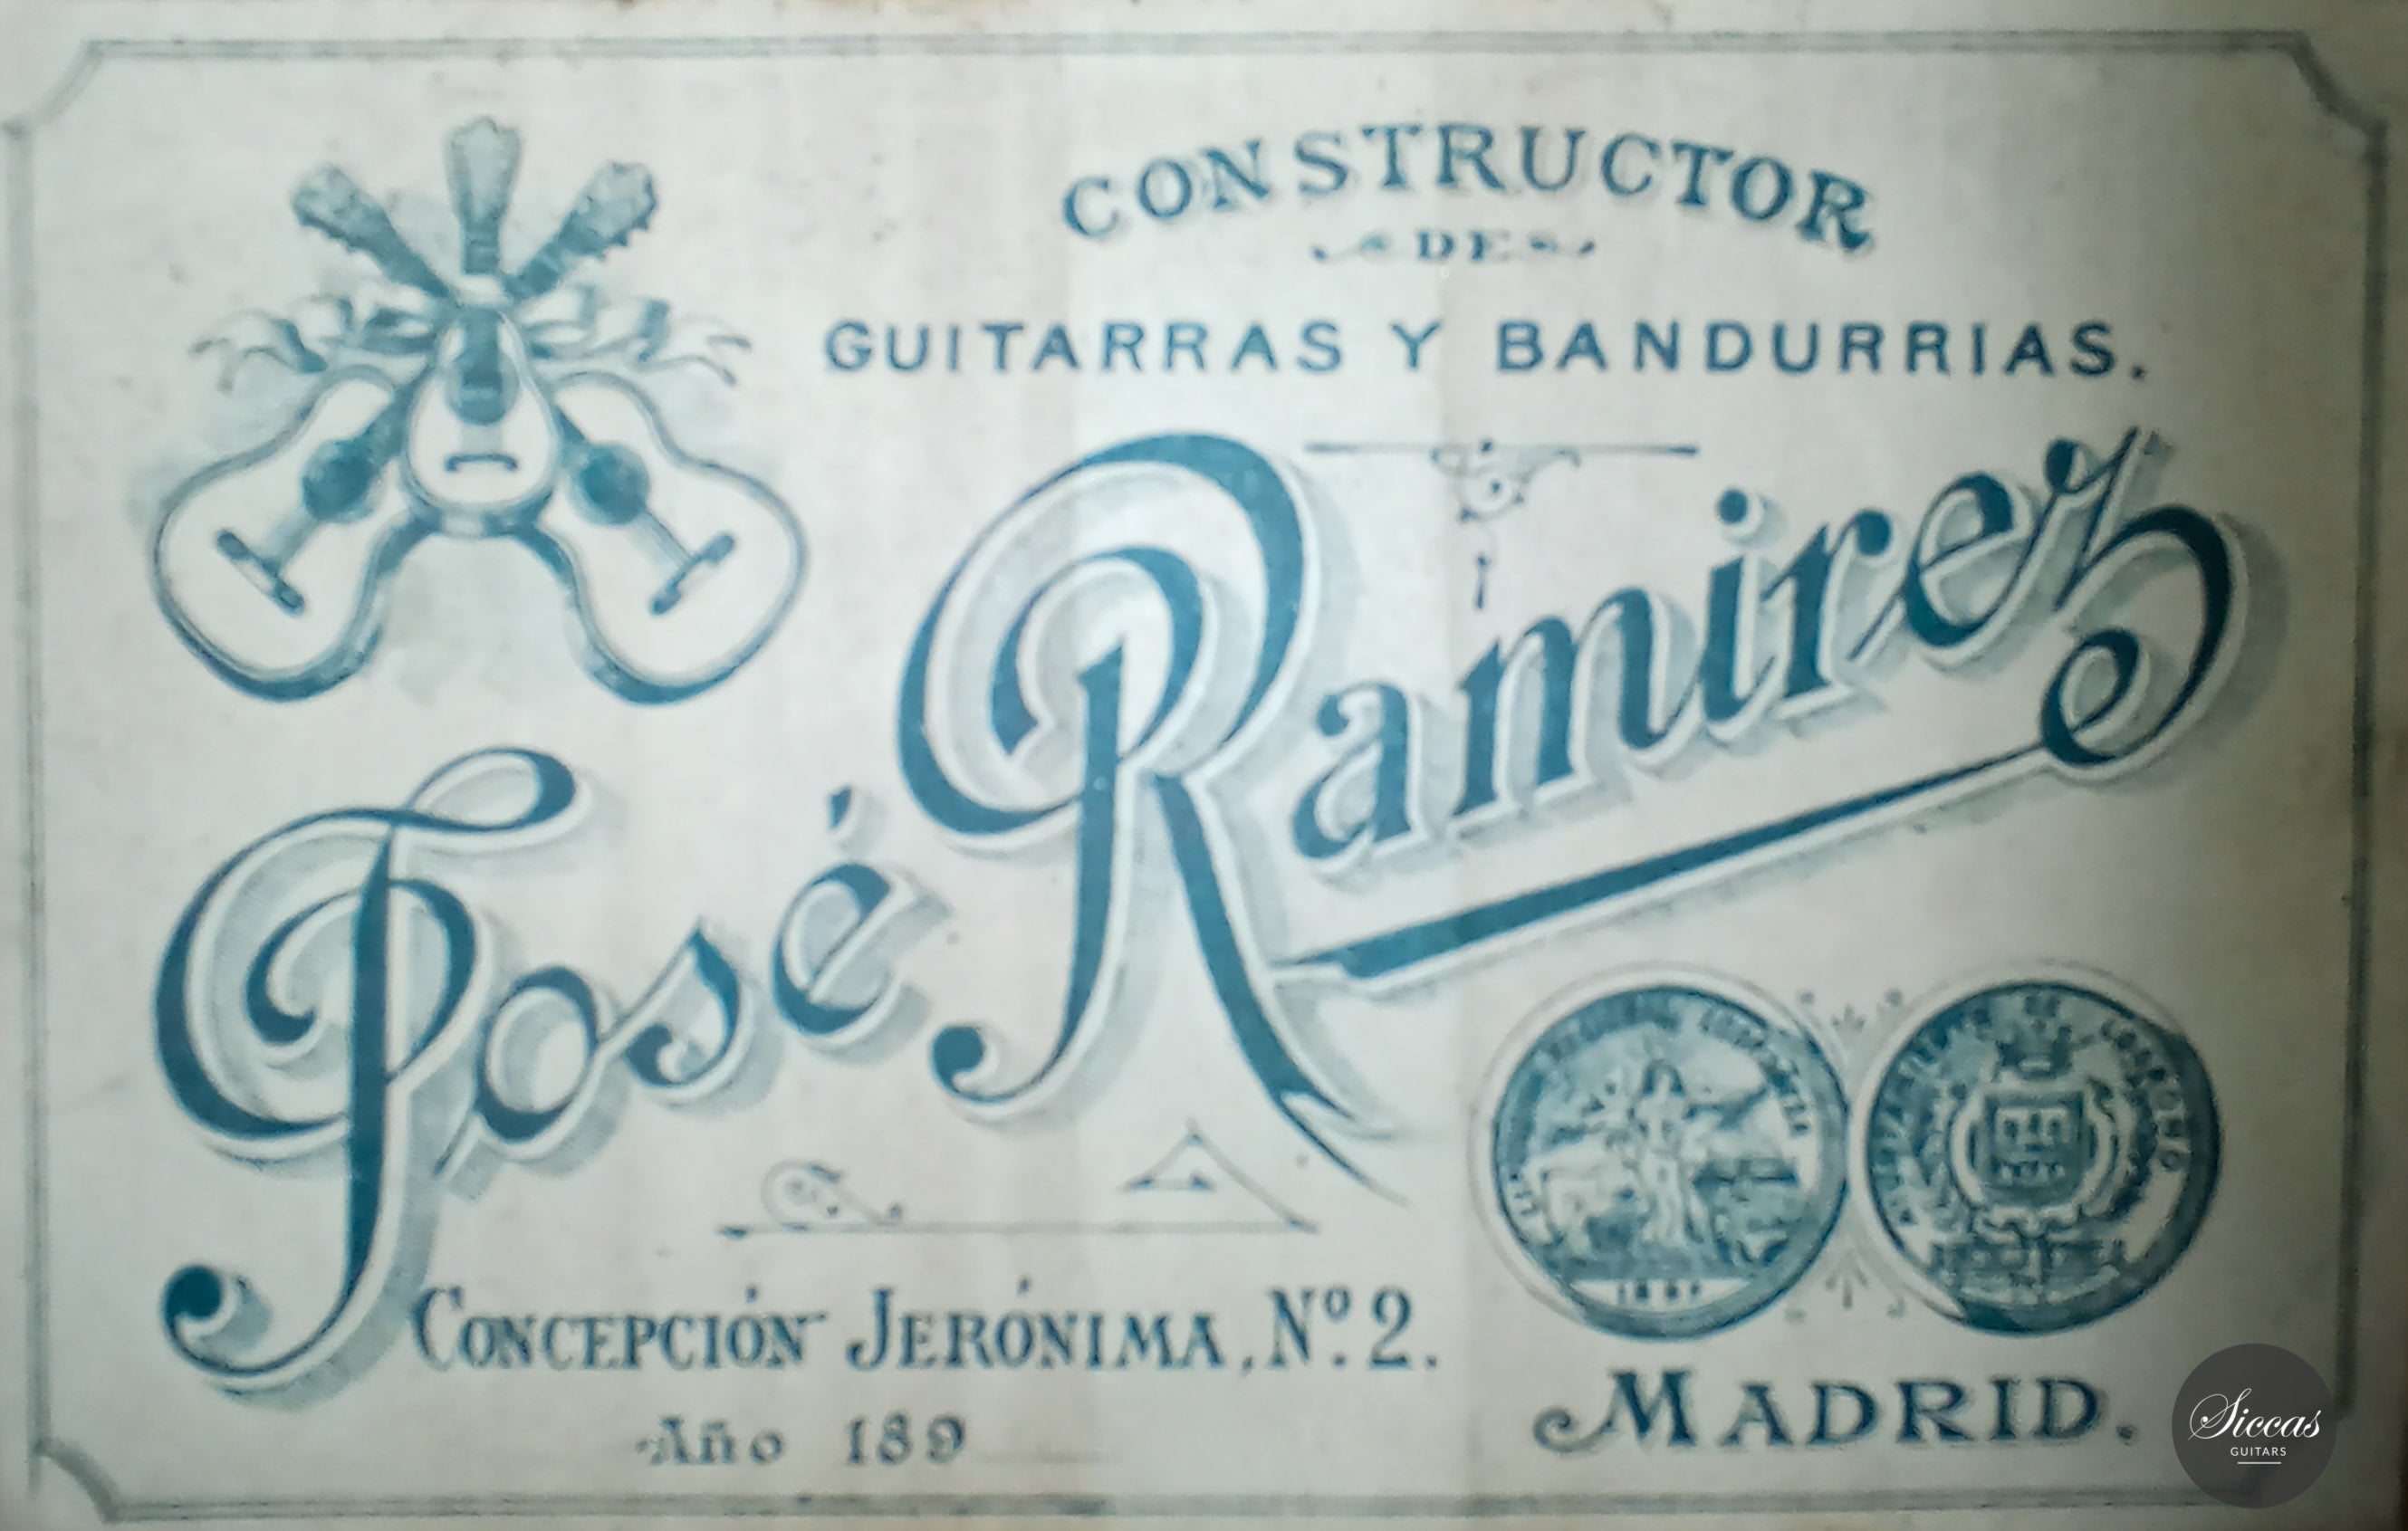 CONSTRUCTOR
DE
GUITARRAS Y BANDURRIAS.
José Ramirez
CONCEPCIÓN JERÓNIMA, Nº. 2.
Año 189
MADRID.
Siccas
GUITARS